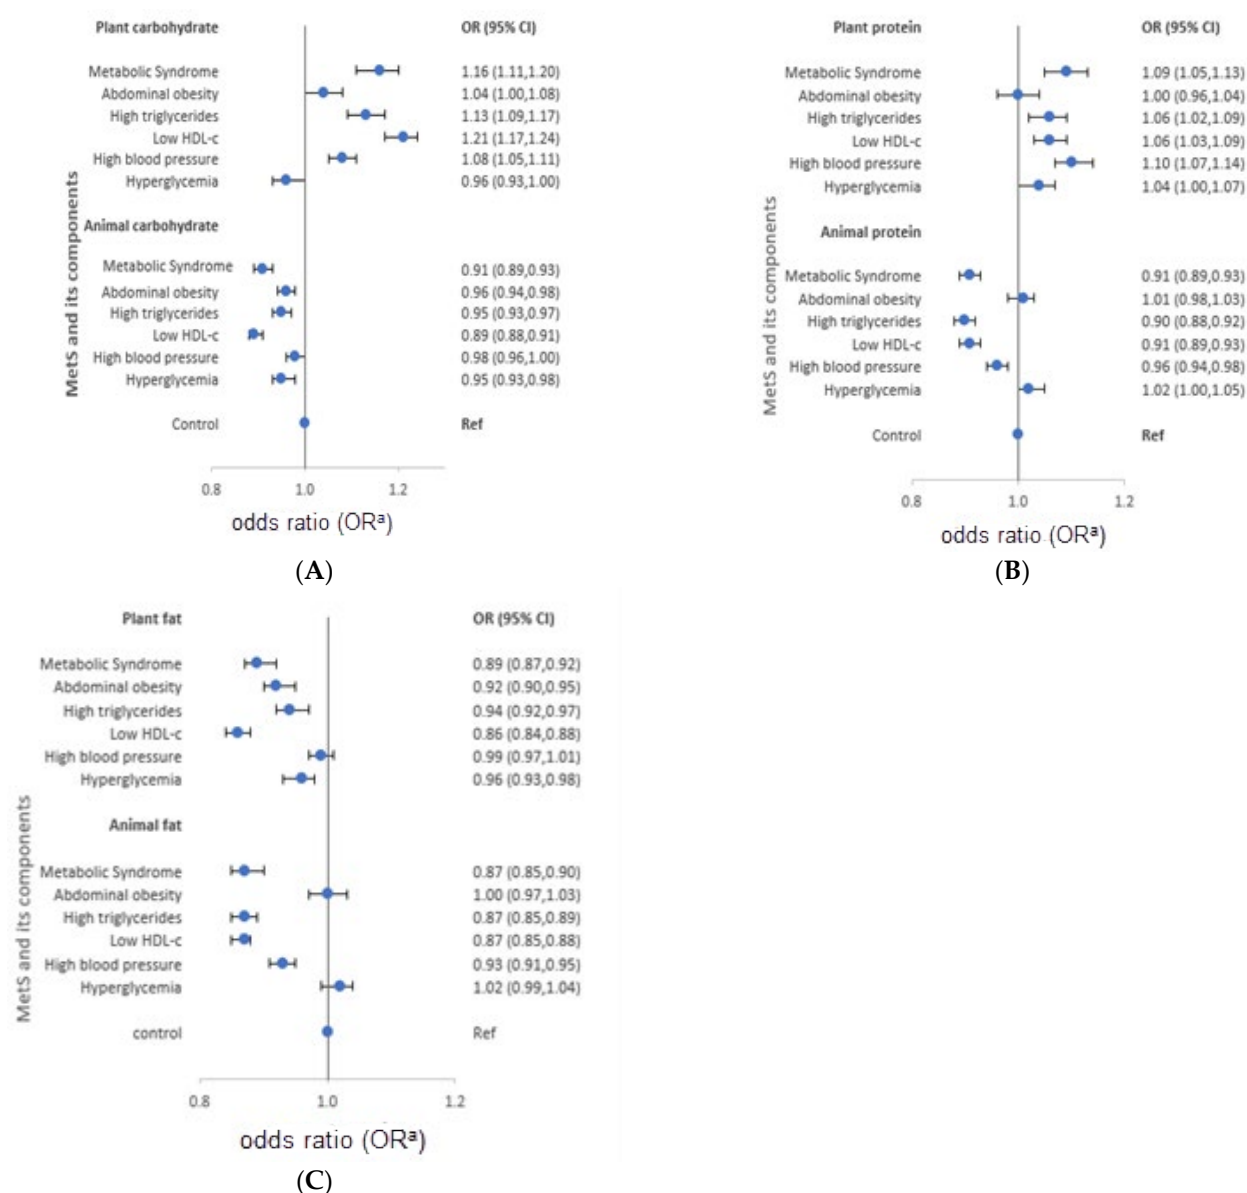 Plant carbohydrate OR (95% CI)
Metabolic Syndrome 1.16 (1.11,1.20)
Abdominal obesity 1.04 (1.00,1.08)
High triglycerides 1.13 (1.09,1.17)
Low HDL-c 1.21 (1.17,1.24)
High blood pressure 1.08 (1.05,1.11)
Hyperglycemia 0.96 (0.93,1.00)
Animal carbohydrate
Metabolic Syndrome 0.91 (0.89,0.93)
Abdominal obesity 0.96 (0.94,0.98)
High triglycerides 0.95 (0.93,0.97)
Low HDL-c 0.89 (0.88,0.91)
High blood pressure 0.98 (0.96,1.00)
Hyperglycemia 0.95 (0.93,0.98)
Control Ref
MetS and its components
0.8 1.0 1.2
odds ratio (ORª)
(A)
Plant protein OR (95% CI)
Metabolic Syndrome 1.09 (1.05,1.13)
Abdominal obesity 1.00 (0.96,1.04)
High triglycerides 1.06 (1.02,1.09)
Low HDL-c 1.06 (1.03,1.09)
High blood pressure 1.10 (1.07,1.14)
Hyperglycemia 1.04 (1.00,1.07)
Animal protein
Metabolic Syndrome 0.91 (0.89,0.93)
Abdominal obesity 1.01 (0.98,1.03)
High triglycerides 0.90 (0.88,0.92)
Low HDL-c 0.91 (0.89,0.93)
High blood pressure 0.96 (0.94,0.98)
Hyperglycemia 1.02 (1.00,1.05)
Control Ref
MetS and its components
0.8 1.0 1.2
odds ratio (ORª)
(B)
Plant fat OR (95% CI)
Metabolic Syndrome 0.89 (0.87,0.92)
Abdominal obesity 0.92 (0.90,0.95)
High triglycerides 0.94 (0.92,0.97)
Low HDL-c 0.86 (0.84,0.88)
High blood pressure 0.99 (0.97,1.01)
Hyperglycemia 0.96 (0.93,0.98)
Animal fat
Metabolic Syndrome 0.87 (0.85,0.90)
Abdominal obesity 1.00 (0.97,1.03)
High triglycerides 0.87 (0.85,0.89)
Low HDL-c 0.87 (0.85,0.88)
High blood pressure 0.93 (0.91,0.95)
Hyperglycemia 1.02 (0.99,1.04)
control Ref
MetS and its components
0.8 1.0 1.2
odds ratio (ORª)
(C)